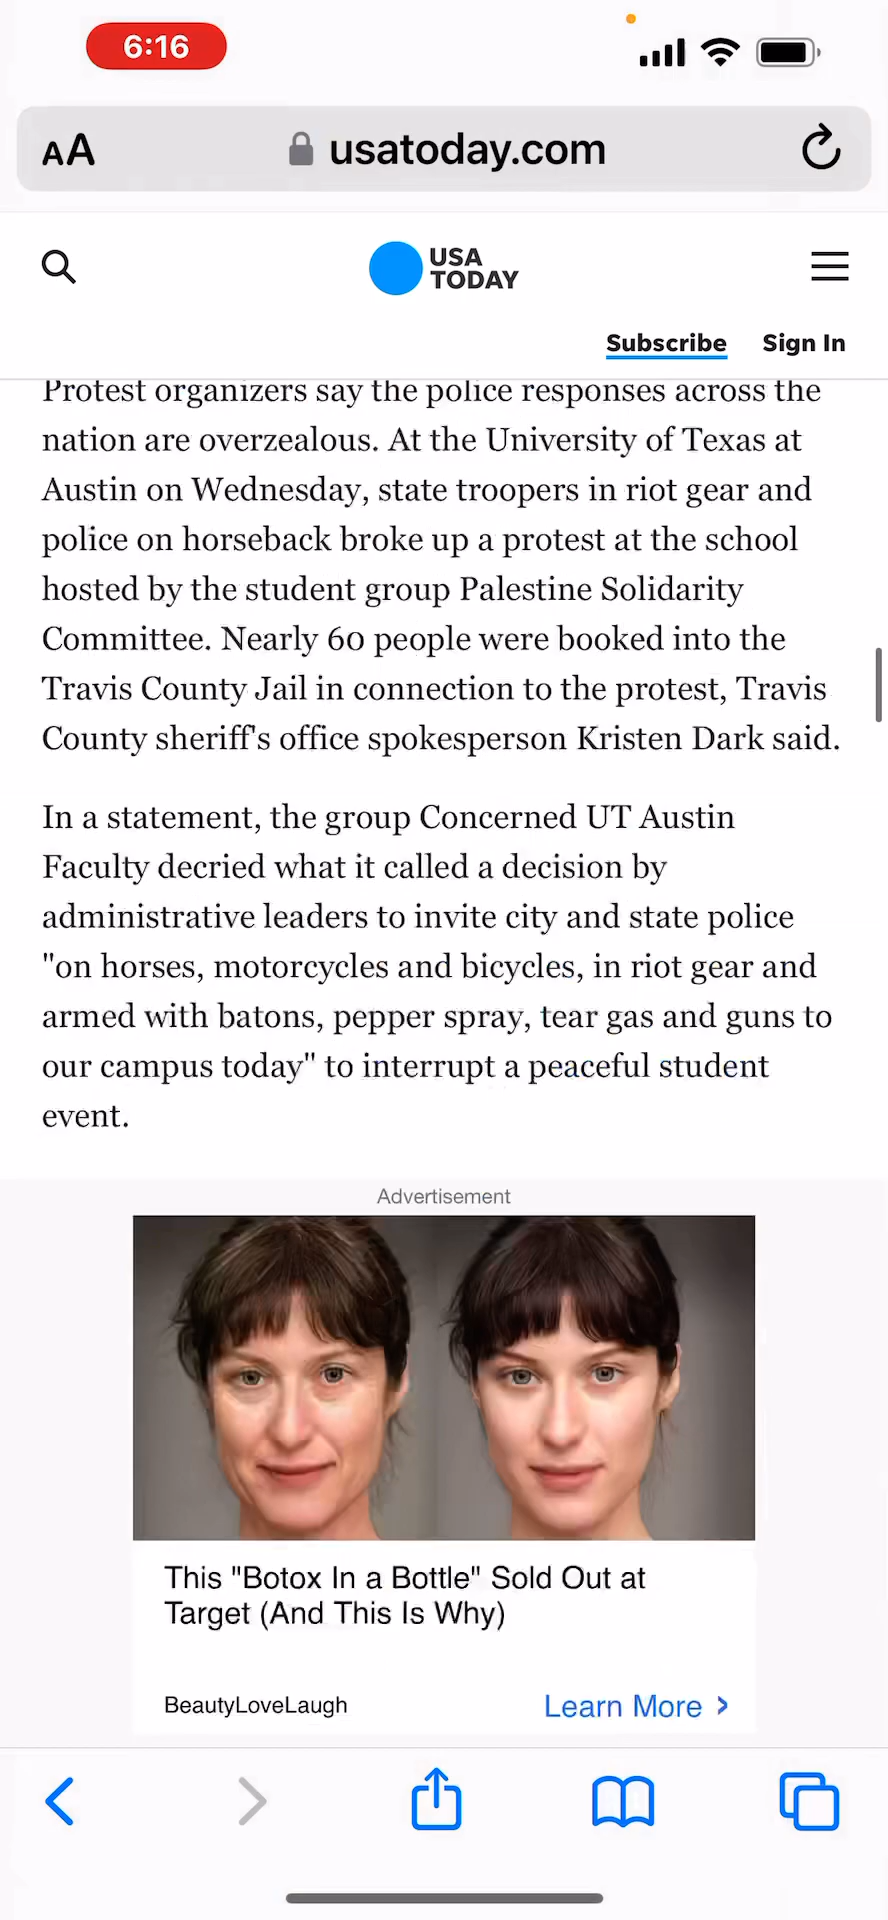 6:16
AA usatoday.com
USA
TODAY
Subscribe Sign In
Protest organizers say the police responses across the
nation are overzealous. At the University of Texas at
Austin on Wednesday, state troopers in riot gear and
police on horseback broke up a protest at the school
hosted by the student group Palestine Solidarity
Committee. Nearly 60 people were booked into the
Travis County Jail in connection to the protest, Travis
County sheriff's office spokesperson Kristen Dark said.
In a statement, the group Concerned UT Austin
Faculty decried what it called a decision by
administrative leaders to invite city and state police
"on horses, motorcycles and bicycles, in riot gear and
armed with batons, pepper spray, tear gas and guns to
our campus today" to interrupt a peaceful student
event.
Advertisement
This "Botox In a Bottle" Sold Out at
Target (And This Is Why)
BeautyLoveLaugh Learn More